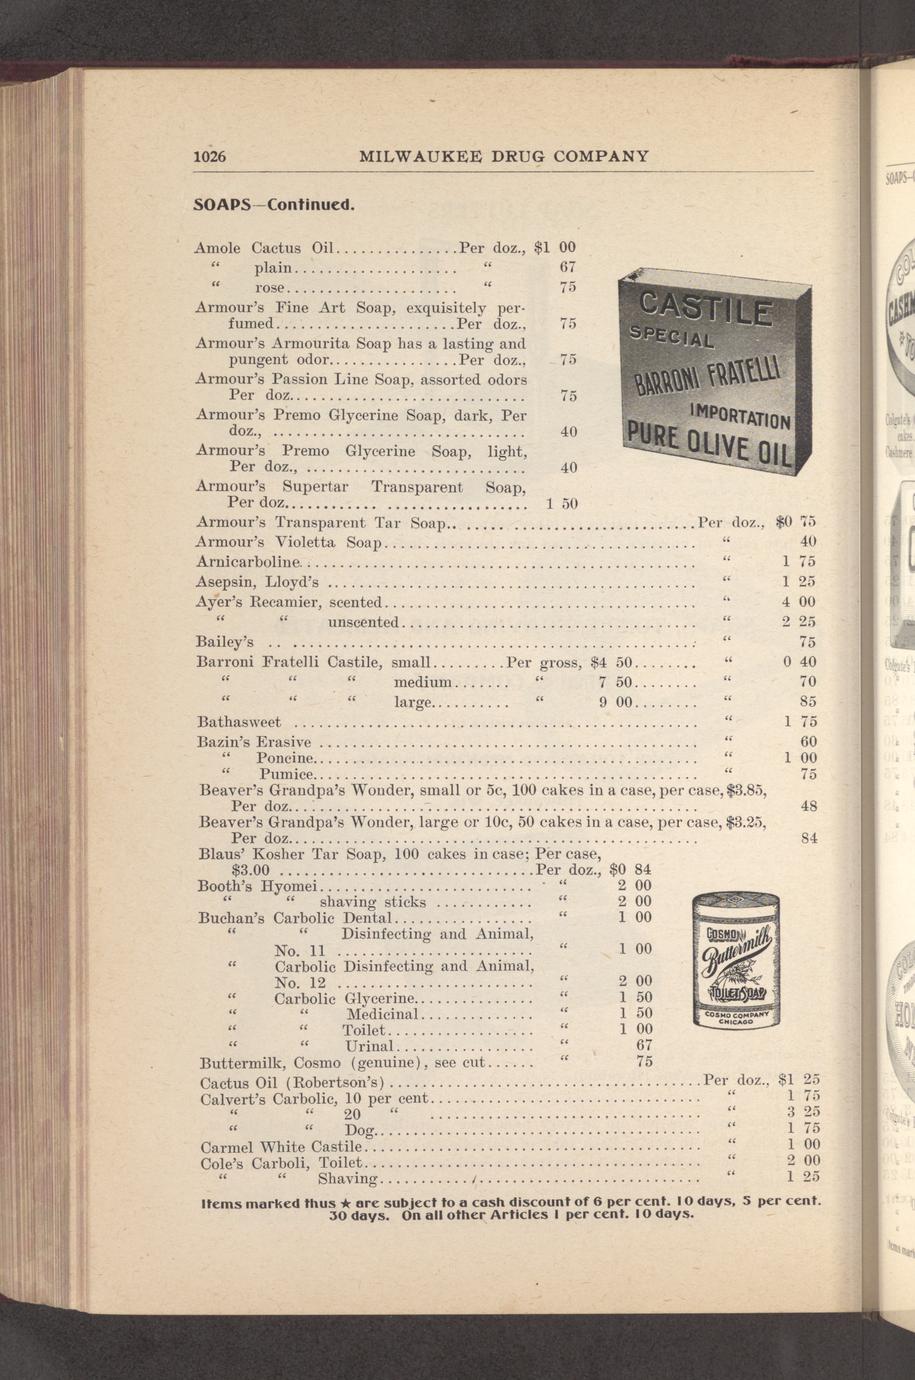 1026 MILWAUKEE DRUG COMPANY
SOAPS—Continued.
Amole Cactus Oil...............Per doz., $1 00
“ plain.................... “ 67
“ rose..................... “ 75
Armour's Fine Art Soap, exquisitely per-
fumed......................Per doz., 75
Armour's Armourita Soap has a lasting and
pungent odor................Per doz., 75
Armour's Passion Line Soap, assorted odors
Per doz............................. 75
Armour's Premo Glycerine Soap, dark, Per
doz., ............................... 40
Armour's Premo Glycerine Soap, light,
Per doz., ........................... 40
Armour's Supertar Transparent Soap,
Per doz........... ................. 1 50
CASTILE
SPECIAL
BARRONI FRATELLI
IMPORTATION
PURE OLIVE OIL
Armour's Transparent Tar Soap.. ..... .......................Per doz., $0 75
Armour's Violetta Soap...................................... “ 40
Arnicarboline................................................ “ 1 75
Asepsin, Lloyd's ............................................. “ 1 25
Ayer's Recamier, scented...................................... “ 4 00
“ “ unscented.................................... “ 2 25
Bailey's .. .................................................. “ 75
Barroni Fratelli Castile, small.........Per gross, $4 50........ “ 0 40
“ “ “ medium....... “ 7 50........ “ 70
“ “ “ large.......... “ 9 00........ “ 85
Bathasweet ................................................. “ 1 75
Bazin's Erasive .............................................. “ 60
“ Poncine............................................... “ 1 00
“ Pumice............................................... “ 75
Beaver's Grandpa's Wonder, small or 5c, 100 cakes in a case, per case, $3.85,
Per doz.................................................. 48
Beaver's Grandpa's Wonder, large or 10c, 50 cakes in a case, per case, $3.25,
Per doz.................................................. 84
Blaus' Kosher Tar Soap, 100 cakes in case; Per case,
$3.00 ...............................Per doz., $0 84
Booth's Hyomei.......................... “ 2 00
“ “ shaving sticks ............ “ 2 00
Buchan's Carbolic Dental................. “ 1 00
“ “ Disinfecting and Animal,
No. 11 ........................ “ 1 00
“ Carbolic Disinfecting and Animal,
No. 12 ........................ “ 2 00
“ Carbolic Glycerine............... “ 1 50
“ “ Medicinal.............. “ 1 50
“ “ Toilet.................. “ 1 00
“ “ Urinal................. “ 67
Buttermilk, Cosmo (genuine), see cut...... “ 75
COSMO
Buttermilk
TOILET SOAP
COSMO COMPANY
CHICAGO
Cactus Oil (Robertson's) ......................................Per doz., $1 25
Calvert's Carbolic, 10 per cent................................. “ 1 75
“ “ 20 “ ................................. “ 3 25
“ “ Dog........................................ “ 1 75
Carmel White Castile......................................... “ 1 00
Cole's Carboli, Toilet......................................... “ 2 00
“ “ Shaving....................................... “ 1 25
Items marked thus ★ are subject to a cash discount of 6 per cent. 10 days, 5 per cent.
30 days. On all other Articles 1 per cent. 10 days.